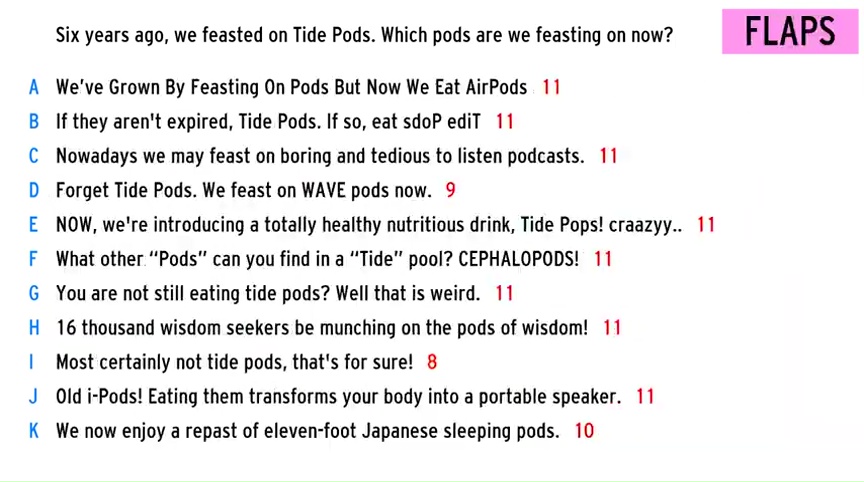 Six years ago, we feasted on Tide Pods. Which pods are we feasting on now?
FLAPS
A We've Grown By Feasting On Pods But Now We Eat AirPods 11
B If they aren't expired, Tide Pods. If so, eat sdoP ediT 11
C Nowadays we may feast on boring and tedious to listen podcasts. 11
D Forget Tide Pods. We feast on WAVE pods now. 9
E NOW, we're introducing a totally healthy nutritious drink, Tide Pops! craazyy.. 11
F What other “Pods” can you find in a “Tide” pool? CEPHALOPODS! 11
G You are not still eating tide pods? Well that is weird. 11
H 16 thousand wisdom seekers be munching on the pods of wisdom! 11
I Most certainly not tide pods, that's for sure! 8
J Old i-Pods! Eating them transforms your body into a portable speaker. 11
K We now enjoy a repast of eleven-foot Japanese sleeping pods. 10